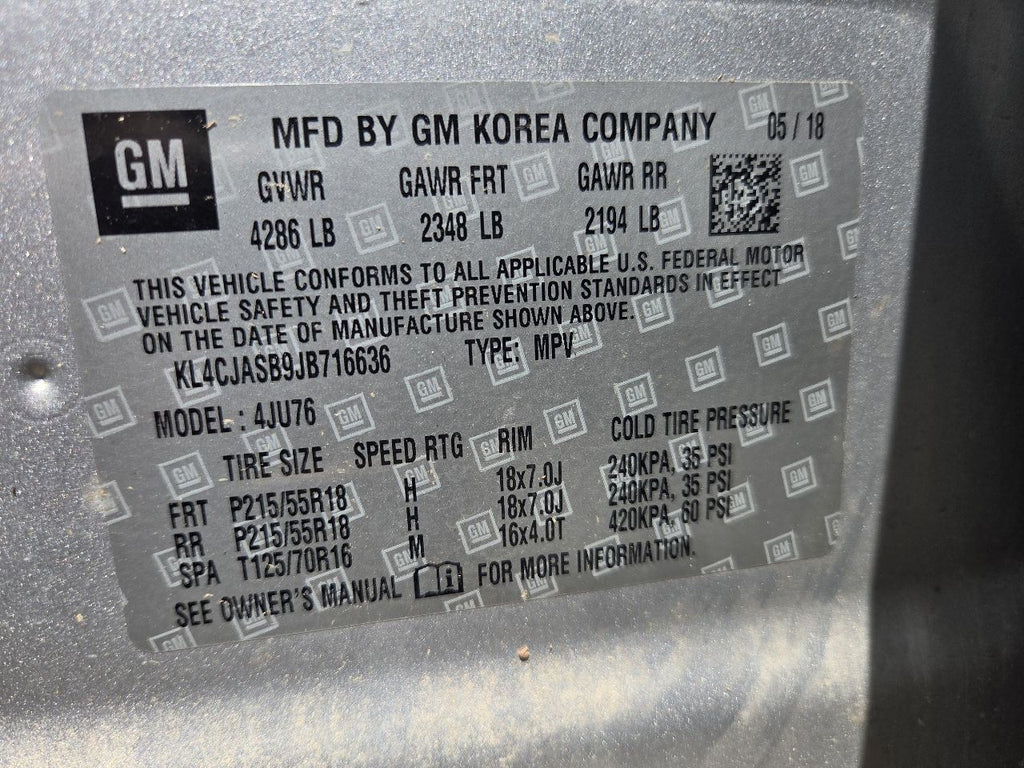 GM
MFD BY GM KOREA COMPANY 05 / 18
GVWR GAWR FRT GAWR RR
4286 LB 2348 LB 2194 LB
THIS VEHICLE CONFORMS TO ALL APPLICABLE U.S. FEDERAL MOTOR
VEHICLE SAFETY AND THEFT PREVENTION STANDARDS IN EFFECT
ON THE DATE OF MANUFACTURE SHOWN ABOVE.
KL4CJASB9JB716636 TYPE: MPV
MODEL : 4JU76
TIRE SIZE SPEED RTG RIM COLD TIRE PRESSURE
FRT P215/55R18 H 18x7.0J 240KPA, 35 PSI
RR P215/55R18 H 18x7.0J 240KPA, 35 PSI
SPA T125/70R16 M 16x4.0T 420KPA, 60 PSI
SEE OWNER'S MANUAL FOR MORE INFORMATION.